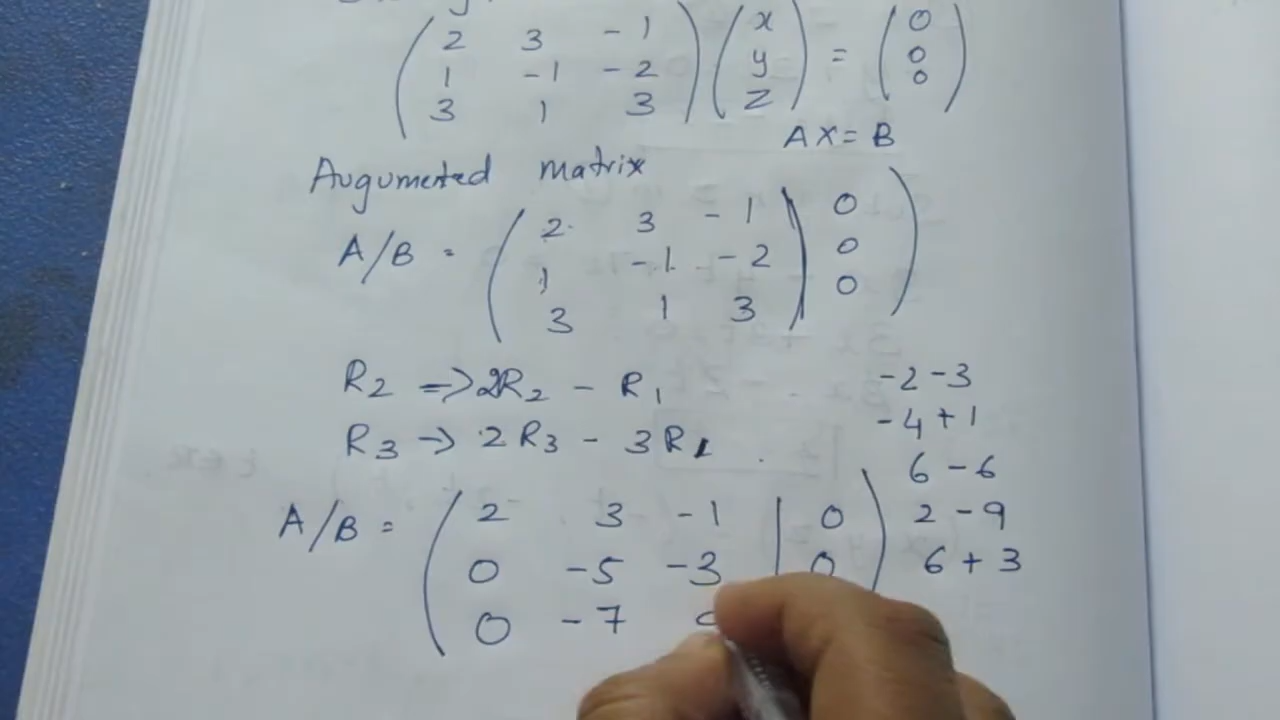 ( 2 3 -1 ) ( x ) = ( 0 )
( 1 -1 -2 ) ( y ) ( 0 )
( 3 1 3 ) ( z ) ( 0 )
AX = B
Augumented matrix
A/B = ( 2 3 -1 | 0 )
( 1 -1 -2 | 0 )
( 3 1 3 | 0 )
R2 => 2R2 - R1
R3 -> 2R3 - 3R1
-2 -3
-4 + 1
6 - 6
2 - 9
6 + 3
A/B = ( 2 3 -1 | 0 )
( 0 -5 -3 | 0 )
( 0 -7